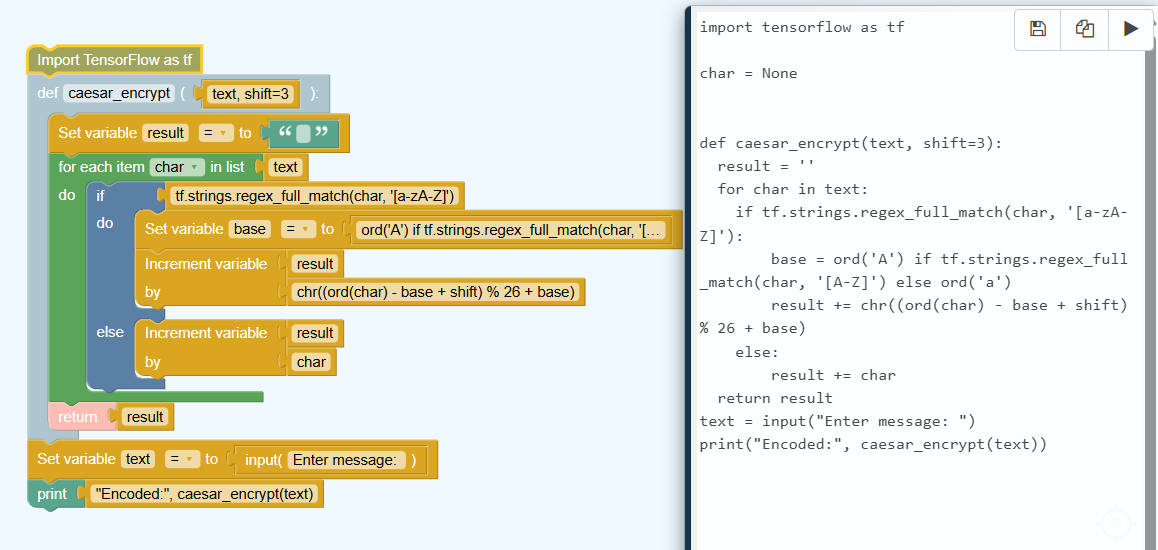 Import TensorFlow as tf
def caesar_encrypt ( text, shift=3 ):
Set variable result = to “ ”
for each item char in list text
do if tf.strings.regex_full_match(char, '[a-zA-Z]')
do Set variable base = to ord('A') if tf.strings.regex_full_match(char, '[...
Increment variable result
by chr((ord(char) - base + shift) % 26 + base)
else Increment variable result
by char
return result
Set variable text = to input( Enter message: )
print "Encoded:", caesar_encrypt(text)
import tensorflow as tf
char = None
def caesar_encrypt(text, shift=3):
result = ''
for char in text:
if tf.strings.regex_full_match(char, '[a-zA-
Z]'):
base = ord('A') if tf.strings.regex_full
_match(char, '[A-Z]') else ord('a')
result += chr((ord(char) - base + shift)
% 26 + base)
else:
result += char
return result
text = input("Enter message: ")
print("Encoded:", caesar_encrypt(text))